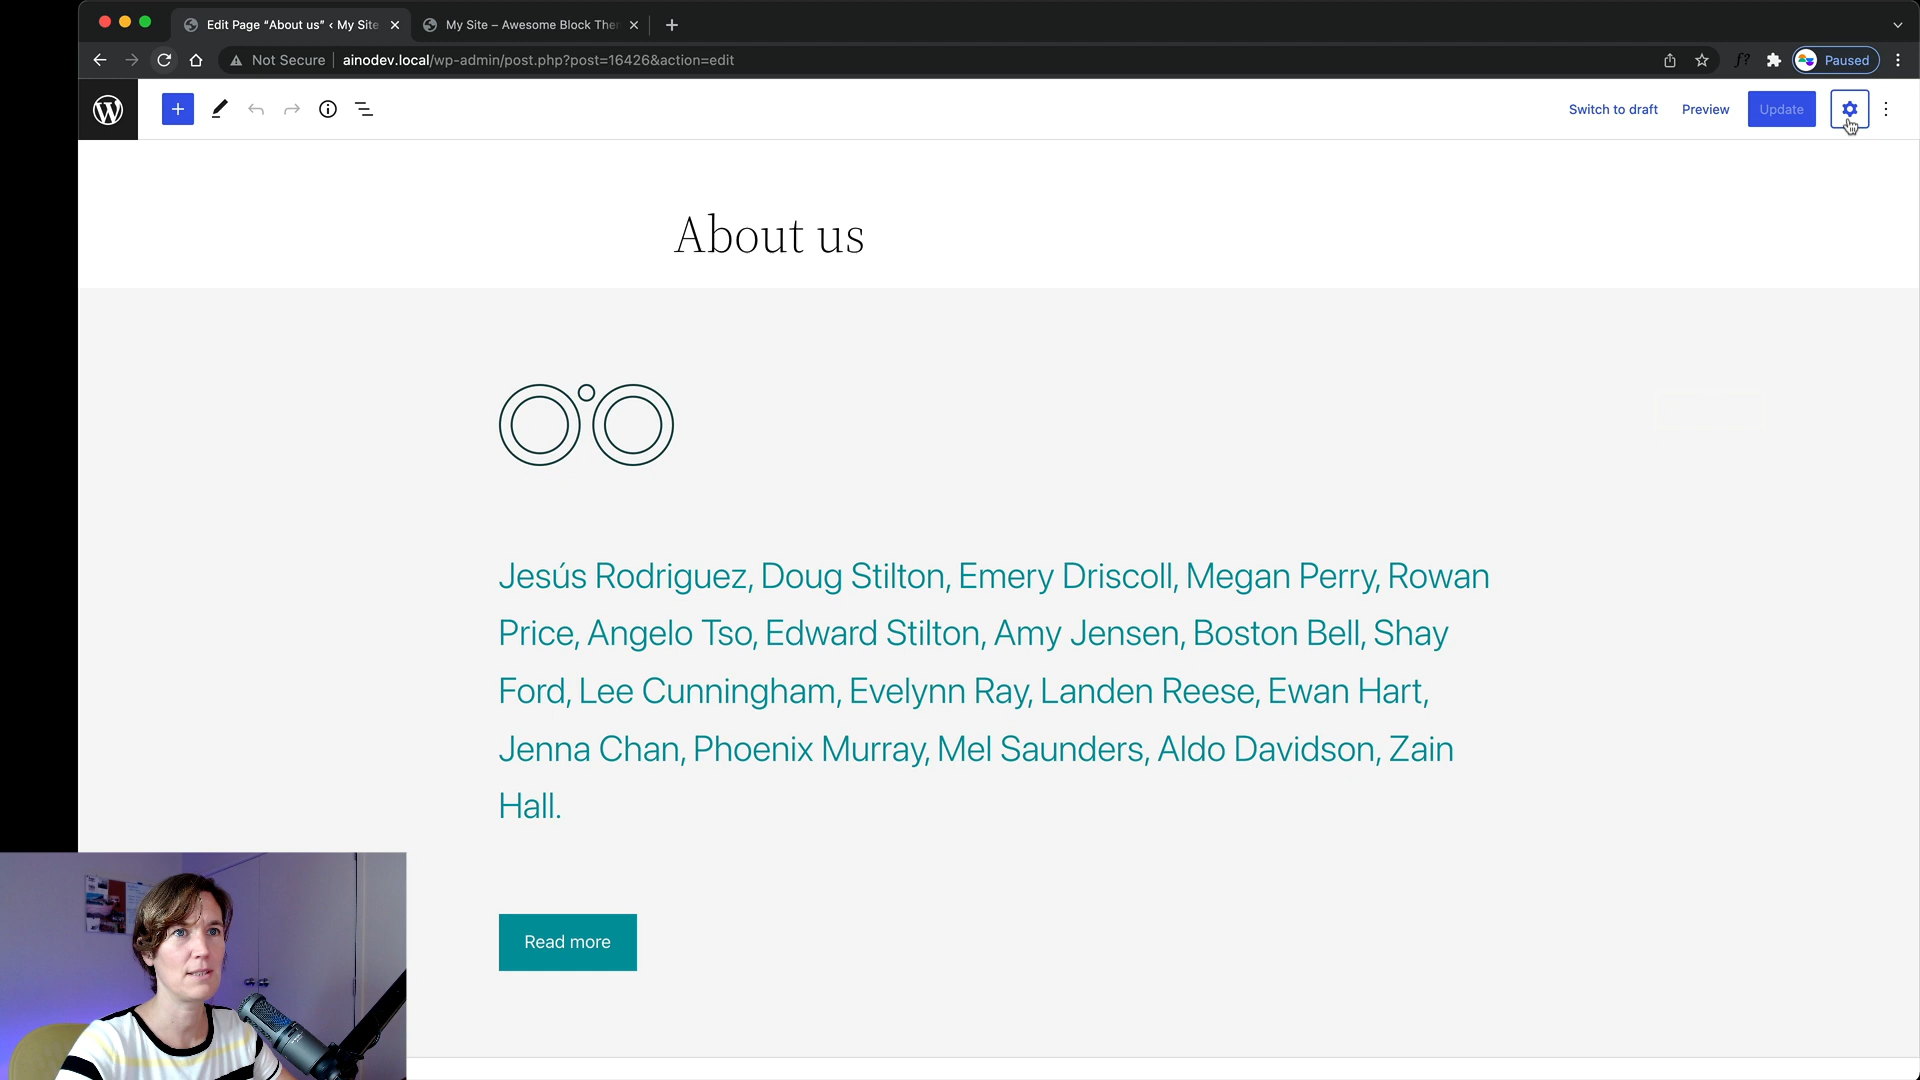 Edit Page “About us” ‹ My Site
My Site – Awesome Block The
Not Secure
ainodev.local/wp-admin/post.php?post=16426&action=edit
f?
Paused
Switch to draft
Preview
Update
About us
Jesús Rodriguez, Doug Stilton, Emery Driscoll, Megan Perry, Rowan
Price, Angelo Tso, Edward Stilton, Amy Jensen, Boston Bell, Shay
Ford, Lee Cunningham, Evelynn Ray, Landen Reese, Ewan Hart,
Jenna Chan, Phoenix Murray, Mel Saunders, Aldo Davidson, Zain
Hall.
Read more